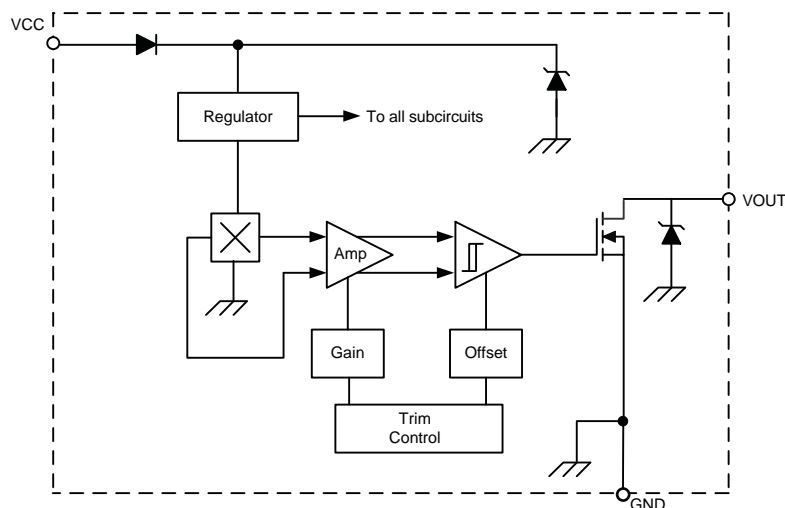 VCC
Regulator
To all subcircuits
VOUT
Amp
Gain
Offset
Trim
Control
GND